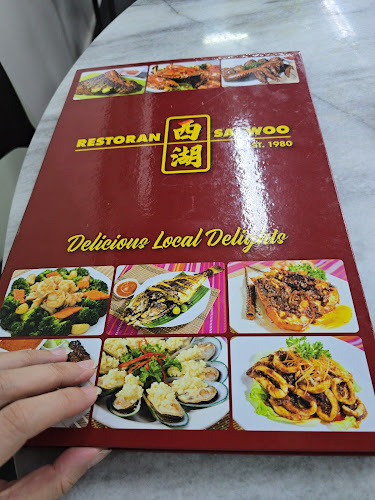 RESTORAN 西湖 SAI WOO
EST. 1980
Delicious Local Delights